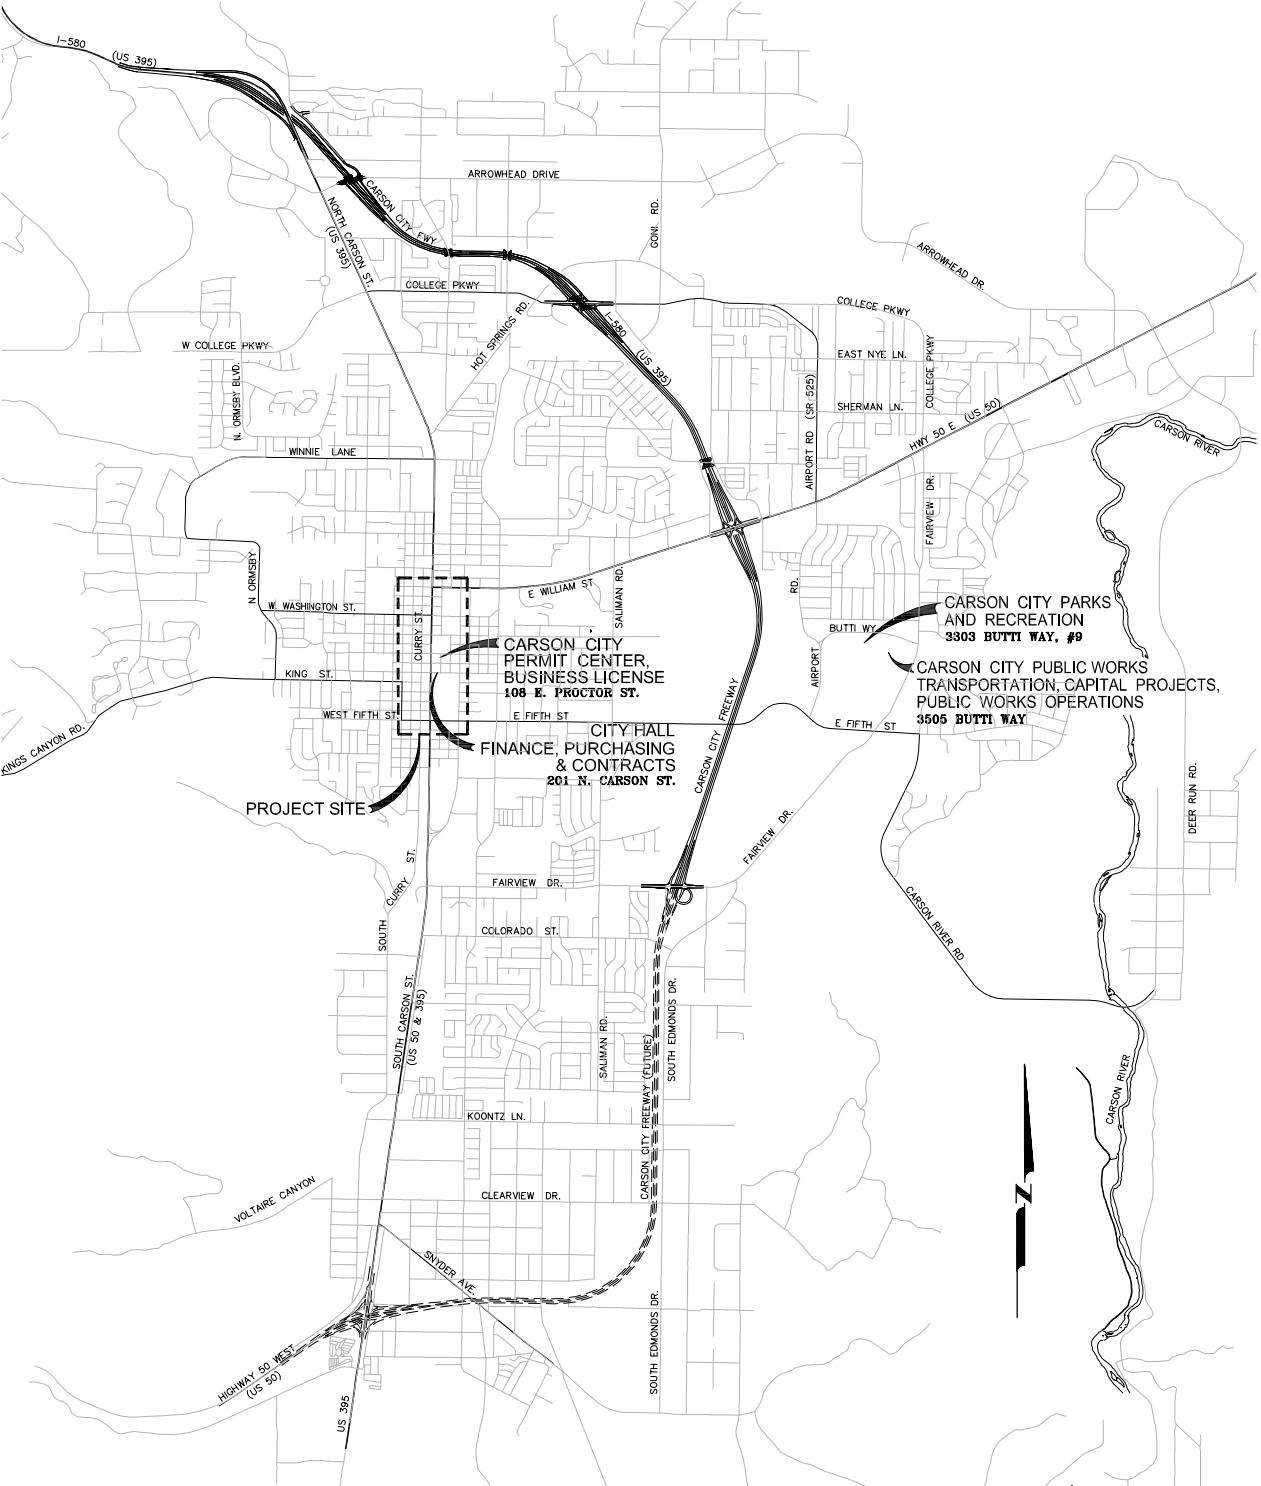 I-580
(US 395)
ARROWHEAD DRIVE
CARSON CITY FWY
NORTH CARSON ST.
(US 395)
GONI RD.
ARROWHEAD DR.
COLLEGE PKWY
HOT SPRINGS RD.
I-580
(US 395)
COLLEGE PKWY
W COLLEGE PKWY
N. ORMSBY BLVD.
EAST NYE LN.
COLLEGE PKWY
AIRPORT RD (SR 525)
SHERMAN LN.
HWY 50 E (US 50)
CARSON RIVER
WINNIE LANE
FAIRVIEW DR.
N ORMSBY
E WILLIAM ST
SALIMAN RD.
W. WASHINGTON ST.
CURRY ST.
AIRPORT RD.
BUTTI WY
CARSON CITY PARKS
AND RECREATION
3303 BUTTI WAY, #9
CARSON CITY
PERMIT CENTER,
BUSINESS LICENSE
108 E. PROCTOR ST.
CARSON CITY PUBLIC WORKS
TRANSPORTATION, CAPITAL PROJECTS,
PUBLIC WORKS OPERATIONS
3505 BUTTI WAY
KING ST.
WEST FIFTH ST.
E FIFTH ST
E FIFTH ST
CARSON CITY FREEWAY
CITY HALL
FINANCE, PURCHASING
& CONTRACTS
201 N. CARSON ST.
KINGS CANYON RD.
PROJECT SITE
DEER RUN RD.
FAIRVIEW DR.
FAIRVIEW DR.
SOUTH CURRY ST.
COLORADO ST.
CARSON RIVER RD
SOUTH CARSON ST.
(US 50 & 395)
SALIMAN RD.
SOUTH EDMONDS DR.
CARSON CITY FREEWAY (FUTURE)
KOONTZ LN.
CARSON RIVER
VOLTAIRE CANYON
CLEARVIEW DR.
N
SNYDER AVE.
SOUTH EDMONDS DR.
HIGHWAY 50 WEST
(US 50)
US 395